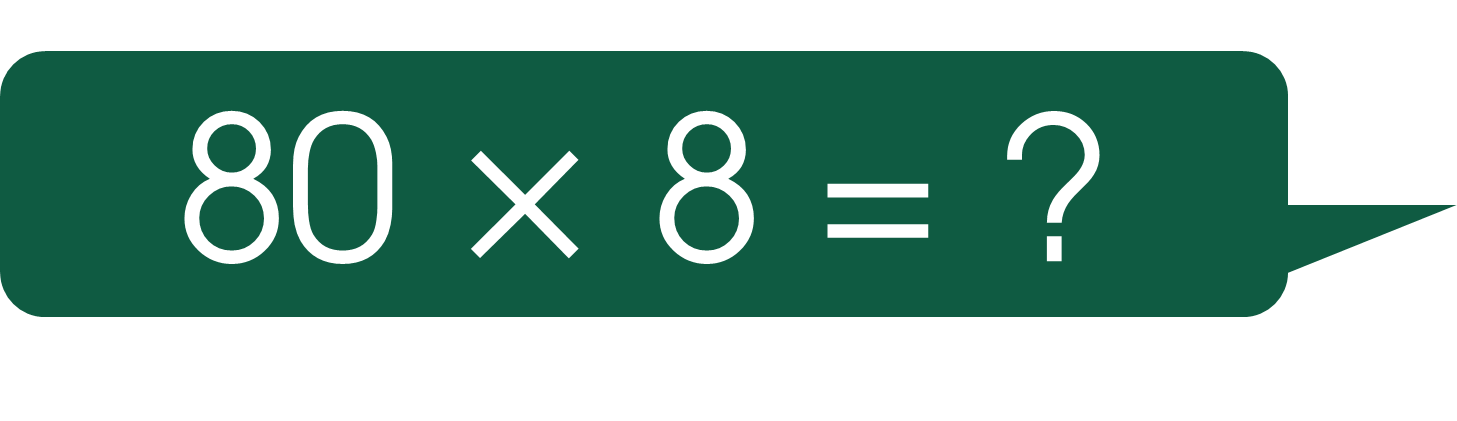 80 × 8 = ?